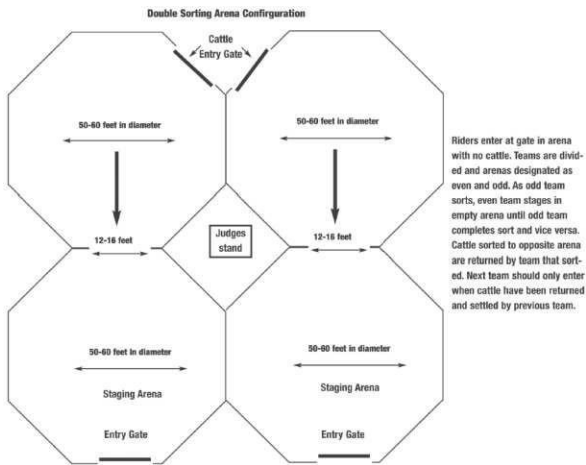 Double Sorting Arena Confirguration
Cattle
Entry Gate
50-60 feet in diameter
50-60 feet in diameter
Riders enter at gate in arena
with no cattle. Teams are divid-
ed and arenas designated as
even and odd. As odd team
sorts, even team stages in
empty arena until odd team
completes sort and vice versa.
Cattle sorted to opposite arena
are returned by team that sort-
ed. Next team should only enter
when cattle have been returned
and settled by previous team.
12-16 feet
Judges
stand
12-16 feet
50-60 feet in diameter
50-60 feet in diameter
Staging Arena
Staging Arena
Entry Gate
Entry Gate